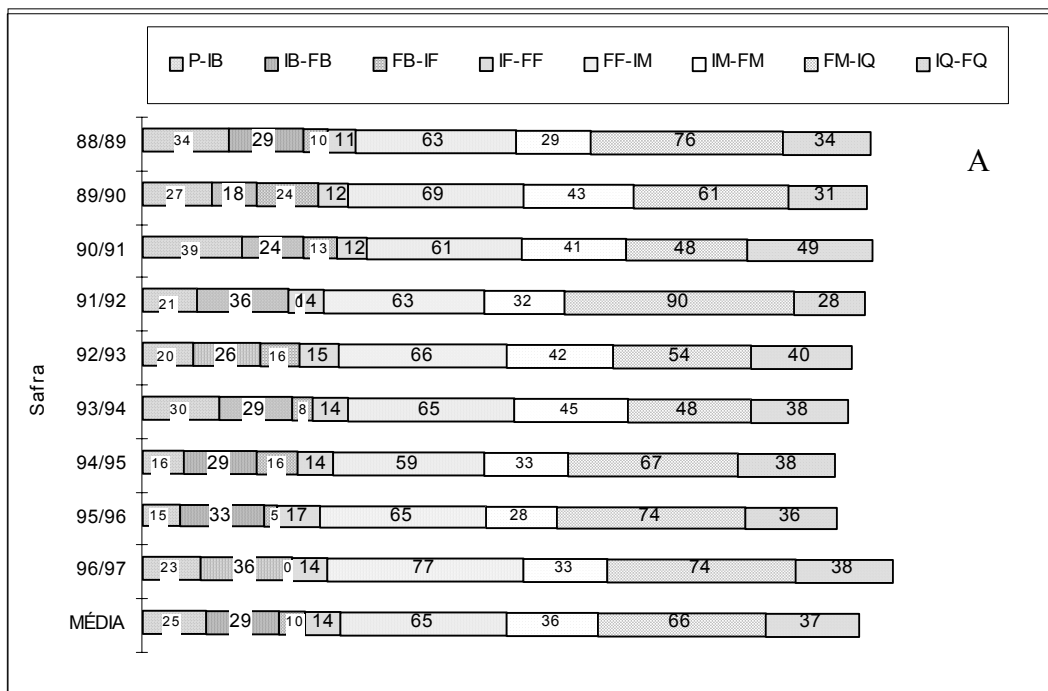 P-IB IB-FB FB-IF IF-FF FF-IM IM-FM FM-IQ IQ-FQ
A
Safra
88/89 34 29 10 11 63 29 76 34
89/90 27 18 24 12 69 43 61 31
90/91 39 24 13 12 61 41 48 49
91/92 21 36 0 14 63 32 90 28
92/93 20 26 16 15 66 42 54 40
93/94 30 29 8 14 65 45 48 38
94/95 16 29 16 14 59 33 67 38
95/96 15 33 5 17 65 28 74 36
96/97 23 36 0 14 77 33 74 38
MÉDIA 25 29 10 14 65 36 66 37